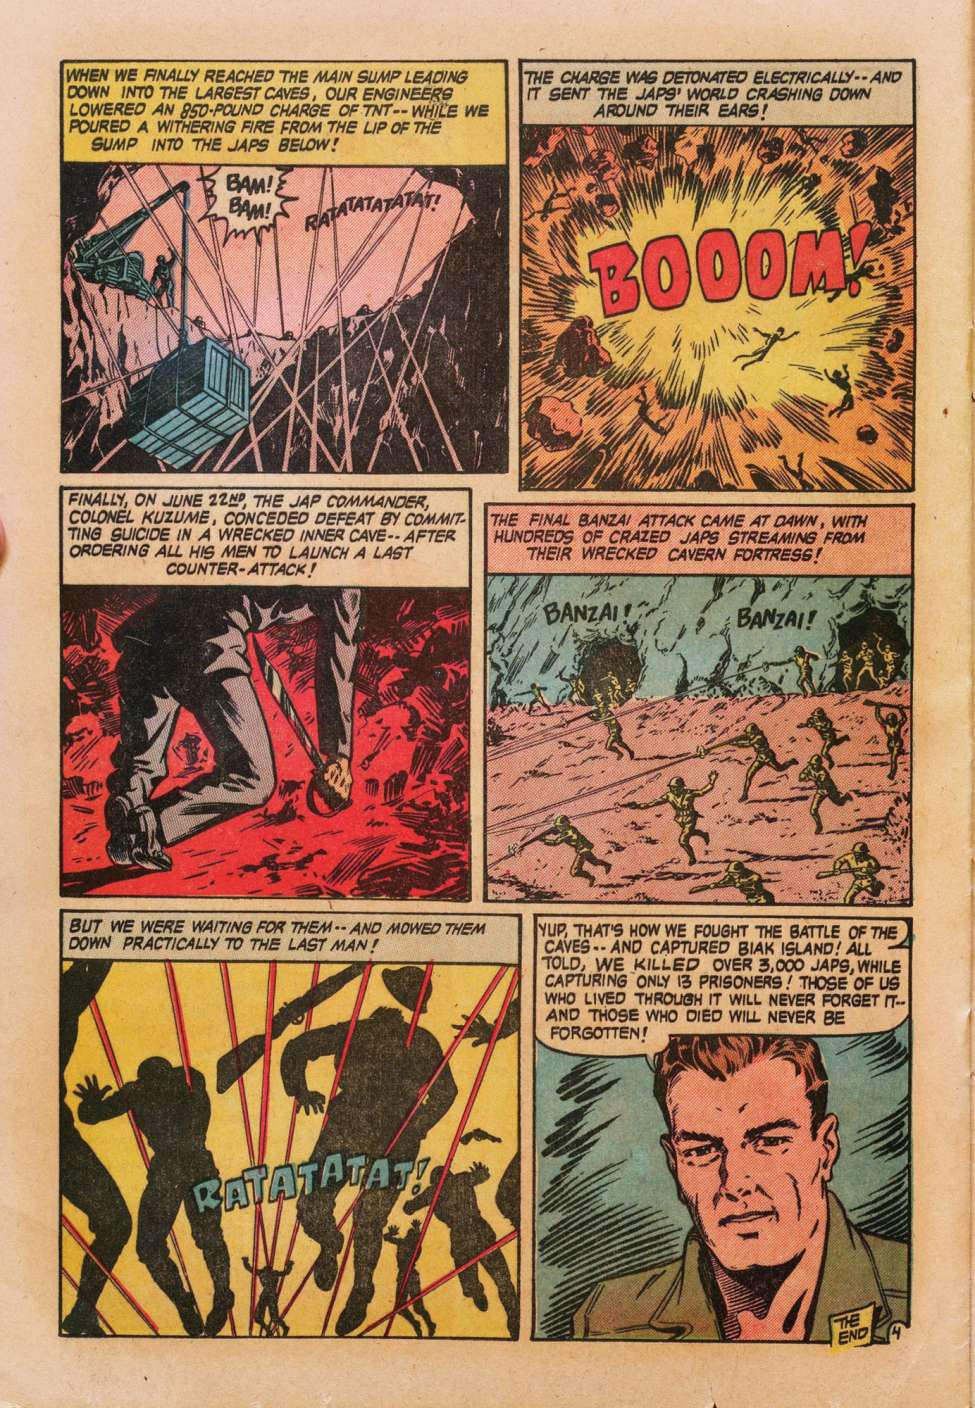 WHEN WE FINALLY REACHED THE MAIN SUMP LEADING
DOWN INTO THE LARGEST CAVES, OUR ENGINEERS
LOWERED AN 850-POUND CHARGE OF TNT--WHILE WE
POURED A WITHERING FIRE FROM THE LIP OF THE
SUMP INTO THE JAPS BELOW!
BAM!
BAM!
RATATATATATAT!
THE CHARGE WAS DETONATED ELECTRICALLY--AND
IT SENT THE JAPS' WORLD CRASHING DOWN
AROUND THEIR EARS!
BOOOM!
FINALLY, ON JUNE 22ND, THE JAP COMMANDER,
COLONEL KUZUME, CONCEDED DEFEAT BY COMMIT-
TING SUICIDE IN A WRECKED INNER CAVE--AFTER
ORDERING ALL HIS MEN TO LAUNCH A LAST
COUNTER-ATTACK!
THE FINAL BANZAI ATTACK CAME AT DAWN, WITH
HUNDREDS OF CRAZED JAPS STREAMING FROM
THEIR WRECKED CAVERN FORTRESS!
BANZAI!
BANZAI!
BUT WE WERE WAITING FOR THEM--AND MOWED THEM
DOWN PRACTICALLY TO THE LAST MAN!
RATATATAT!
YUP, THAT'S HOW WE FOUGHT THE BATTLE OF THE
CAVES--AND CAPTURED BIAK ISLAND! ALL
TOLD, WE KILLED OVER 3,000 JAPS, WHILE
CAPTURING ONLY 13 PRISONERS! THOSE OF US
WHO LIVED THROUGH IT WILL NEVER FORGET IT--
AND THOSE WHO DIED WILL NEVER BE
FORGOTTEN!
THE
END
4